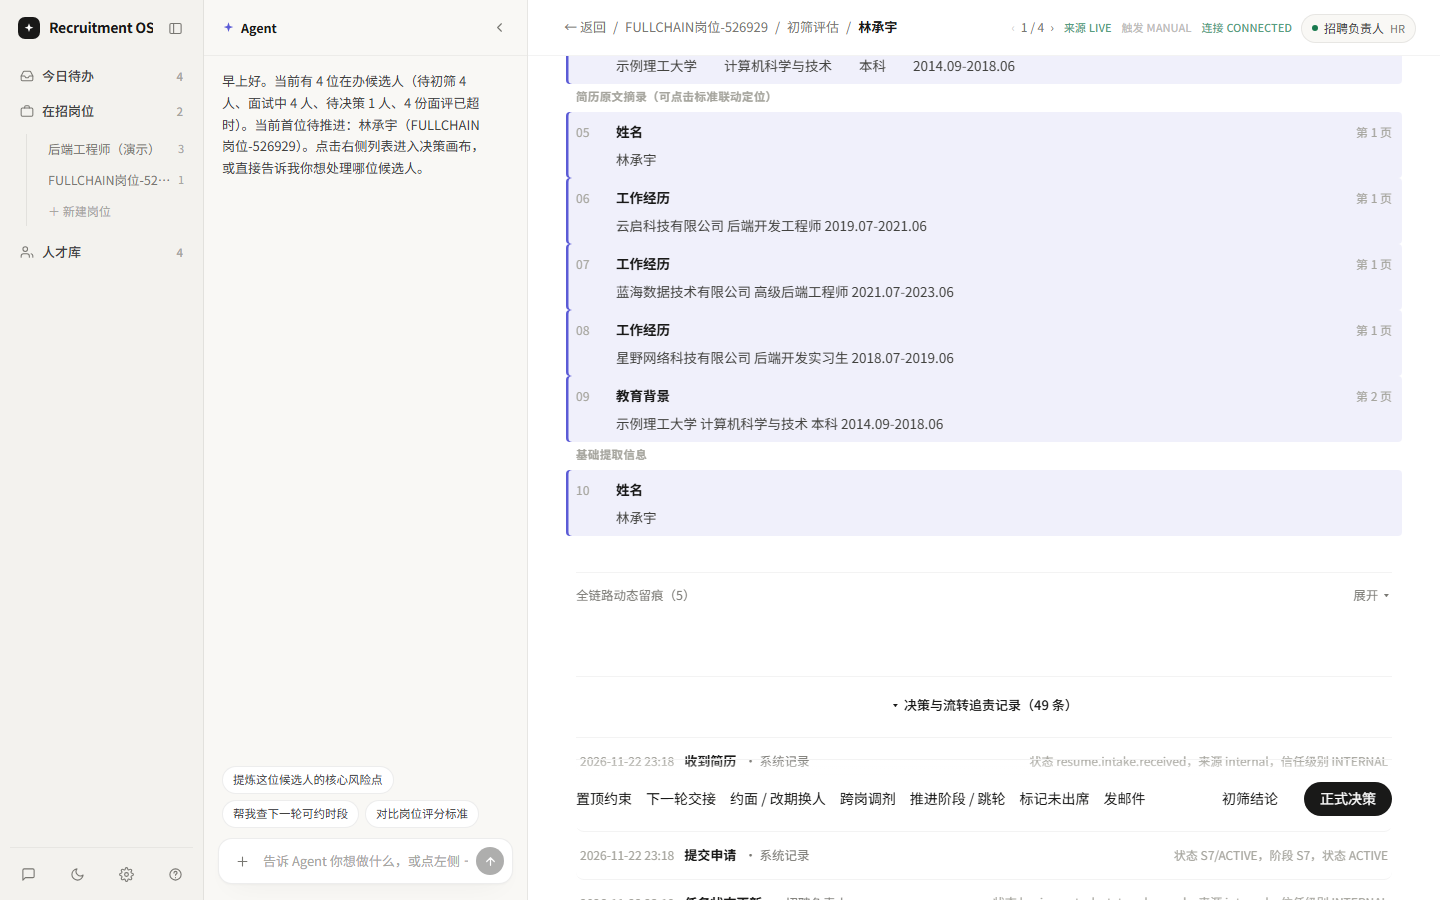 Recruitment OS
今日待办 4
在招岗位 2
后端工程师（演示） 3
FULLCHAIN岗位-52··· 1
+ 新建岗位
人才库 4
Agent
早上好。当前有 4 位在办候选人（待初筛 4
人、面试中 4 人、待决策 1 人、4 份面评已超
时）。当前首位待推进：林承宇（FULLCHAIN
岗位-526929）。点击右侧列表进入决策画布，
或直接告诉我你想处理哪位候选人。
提炼这位候选人的核心风险点
帮我查下一轮可约时段 对比岗位评分标准
+ 告诉 Agent 你想做什么，或点左侧 -
← 返回 / FULLCHAIN岗位-526929 / 初筛评估 / 林承宇
‹ 1 / 4 › 来源 LIVE 触发 MANUAL 连接 CONNECTED 招聘负责人 HR
示例理工大学 计算机科学与技术 本科 2014.09-2018.06
简历原文摘录（可点击标准联动定位）
05 姓名 第 1 页
林承宇
06 工作经历 第 1 页
云启科技有限公司 后端开发工程师 2019.07-2021.06
07 工作经历 第 1 页
蓝海数据技术有限公司 高级后端工程师 2021.07-2023.06
08 工作经历 第 1 页
星野网络科技有限公司 后端开发实习生 2018.07-2019.06
09 教育背景 第 2 页
示例理工大学 计算机科学与技术 本科 2014.09-2018.06
基础提取信息
10 姓名
林承宇
全链路动态留痕（5） 展开
决策与流转追责记录（49 条）
2026-11-22 23:18 收到简历 · 系统记录 状态 resume.intake.received，来源 internal，信任级别 INTERNAL
置顶约束 下一轮交接 约面 / 改期换人 跨岗调剂 推进阶段 / 跳轮 标记未出席 发邮件 初筛结论 正式决策
2026-11-22 23:18 提交申请 · 系统记录 状态 S7/ACTIVE，阶段 S7，状态 ACTIVE